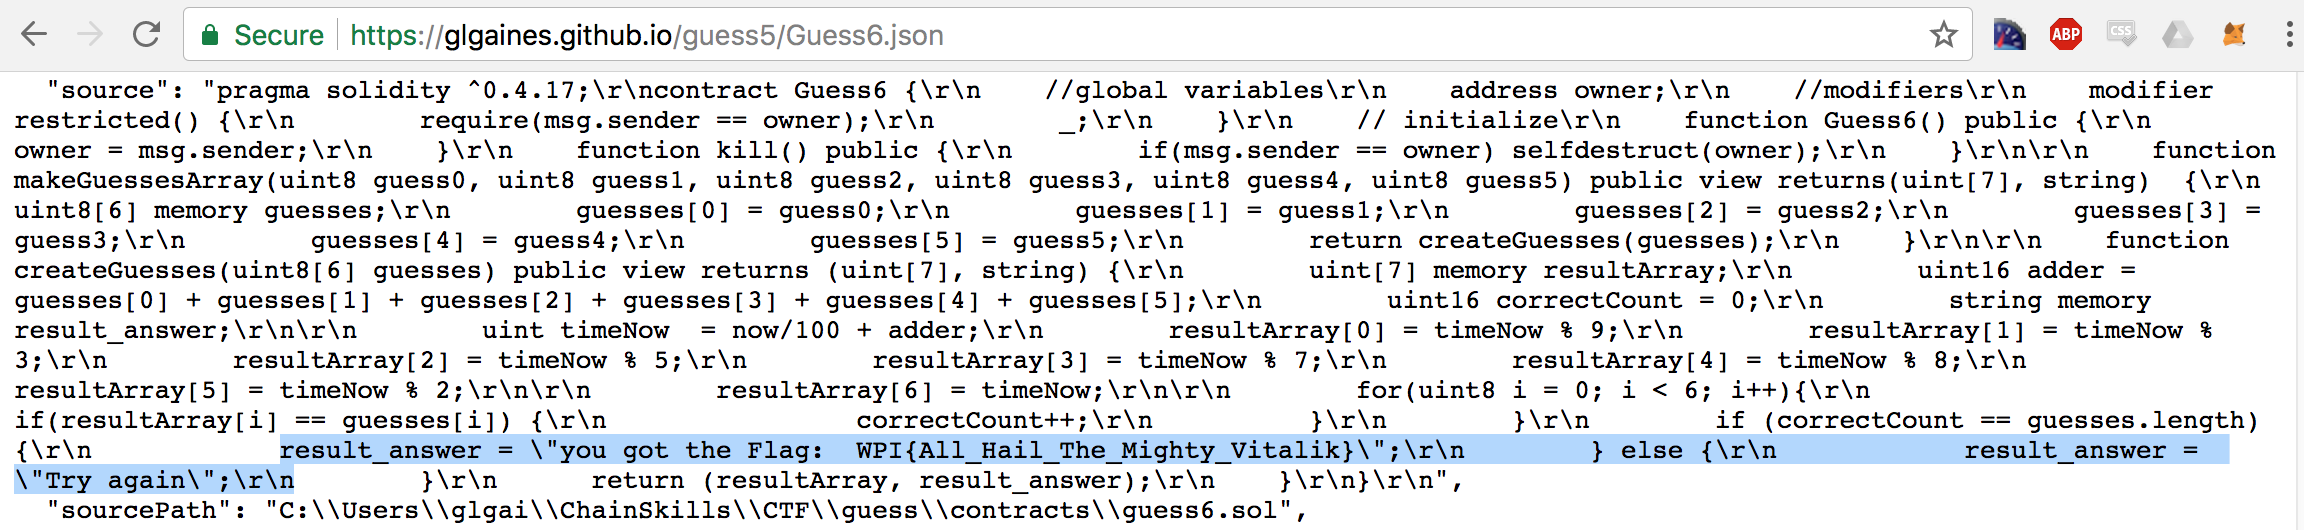 Secure https://glgaines.github.io/guess5/Guess6.json ABP CSS
"source": "pragma solidity ^0.4.17;\r\ncontract Guess6 {\r\n    //global variables\r\n    address owner;\r\n    //modifiers\r\n    modifier
restricted() {\r\n        require(msg.sender == owner);\r\n        _;\r\n    }\r\n    // initialize\r\n    function Guess6() public {\r\n
owner = msg.sender;\r\n    }\r\n    function kill() public {\r\n        if(msg.sender == owner) selfdestruct(owner);\r\n    }\r\n\r\n    function
makeGuessesArray(uint8 guess0, uint8 guess1, uint8 guess2, uint8 guess3, uint8 guess4, uint8 guess5) public view returns(uint[7], string)  {\r\n
uint8[6] memory guesses;\r\n        guesses[0] = guess0;\r\n        guesses[1] = guess1;\r\n        guesses[2] = guess2;\r\n        guesses[3] =
guess3;\r\n        guesses[4] = guess4;\r\n        guesses[5] = guess5;\r\n        return createGuesses(guesses);\r\n    }\r\n\r\n    function
createGuesses(uint8[6] guesses) public view returns (uint[7], string) {\r\n        uint[7] memory resultArray;\r\n        uint16 adder =
guesses[0] + guesses[1] + guesses[2] + guesses[3] + guesses[4] + guesses[5];\r\n        uint16 correctCount = 0;\r\n        string memory
result_answer;\r\n\r\n        uint timeNow  = now/100 + adder;\r\n        resultArray[0] = timeNow % 9;\r\n        resultArray[1] = timeNow %
3;\r\n        resultArray[2] = timeNow % 5;\r\n        resultArray[3] = timeNow % 7;\r\n        resultArray[4] = timeNow % 8;\r\n
resultArray[5] = timeNow % 2;\r\n\r\n        resultArray[6] = timeNow;\r\n\r\n        for(uint8 i = 0; i < 6; i++){\r\n
if(resultArray[i] == guesses[i]) {\r\n                correctCount++;\r\n            }\r\n        }\r\n        if (correctCount == guesses.length)
{\r\n            result_answer = \"you got the Flag:  WPI{All_Hail_The_Mighty_Vitalik}\";\r\n        } else {\r\n            result_answer =
\"Try again\";\r\n        }\r\n        return (resultArray, result_answer);\r\n    }\r\n}\r\n",
"sourcePath": "C:\\Users\\glgai\\ChainSkills\\CTF\\guess\\contracts\\guess6.sol",